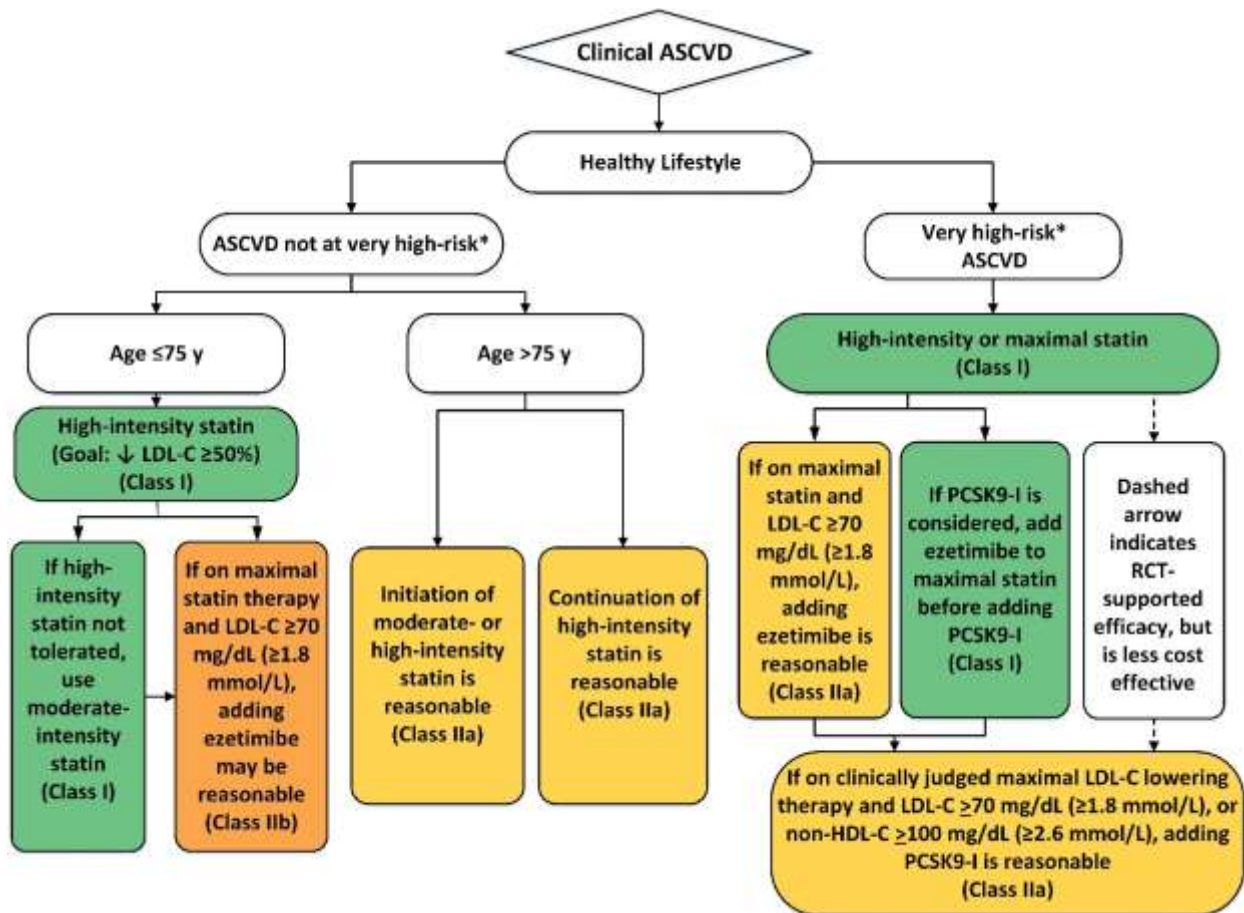 Clinical ASCVD
Healthy Lifestyle
ASCVD not at very high-risk*
Very high-risk*
ASCVD
Age ≤75 y
Age >75 y
High-intensity or maximal statin
(Class I)
High-intensity statin
(Goal: ↓ LDL-C ≥50%)
(Class I)
If high-
intensity
statin not
tolerated,
use
moderate-
intensity
statin
(Class I)
If on maximal
statin therapy
and LDL-C ≥70
mg/dL (≥1.8
mmol/L),
adding
ezetimibe
may be
reasonable
(Class IIb)
Initiation of
moderate- or
high-intensity
statin is
reasonable
(Class IIa)
Continuation of
high-intensity
statin is
reasonable
(Class IIa)
If on maximal
statin and
LDL-C ≥70
mg/dL (≥1.8
mmol/L),
adding
ezetimibe is
reasonable
(Class IIa)
If PCSK9-I is
considered, add
ezetimibe to
maximal statin
before adding
PCSK9-I
(Class I)
Dashed
arrow
indicates
RCT-
supported
efficacy, but
is less cost
effective
If on clinically judged maximal LDL-C lowering
therapy and LDL-C ≥70 mg/dL (≥1.8 mmol/L), or
non-HDL-C ≥100 mg/dL (≥2.6 mmol/L), adding
PCSK9-I is reasonable
(Class IIa)